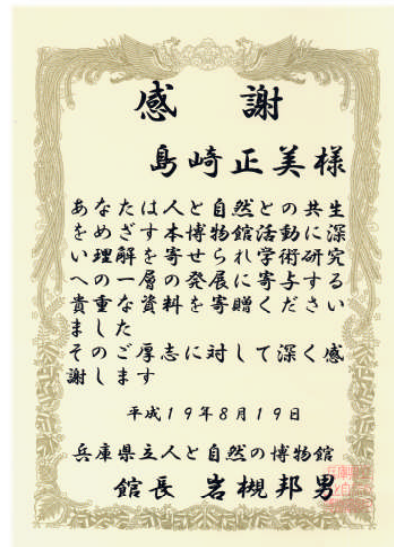 感謝
島崎正美様
あなたは人と自然との共生
をめざす本博物館活動に深
い理解を寄せられ学術研究
への一層の発展に寄与する
貴重な資料を寄贈ください
ました
そのご厚志に対して深く感
謝します
平成19年8月19日
兵庫県立人と自然の博物館
館長 岩槻邦男